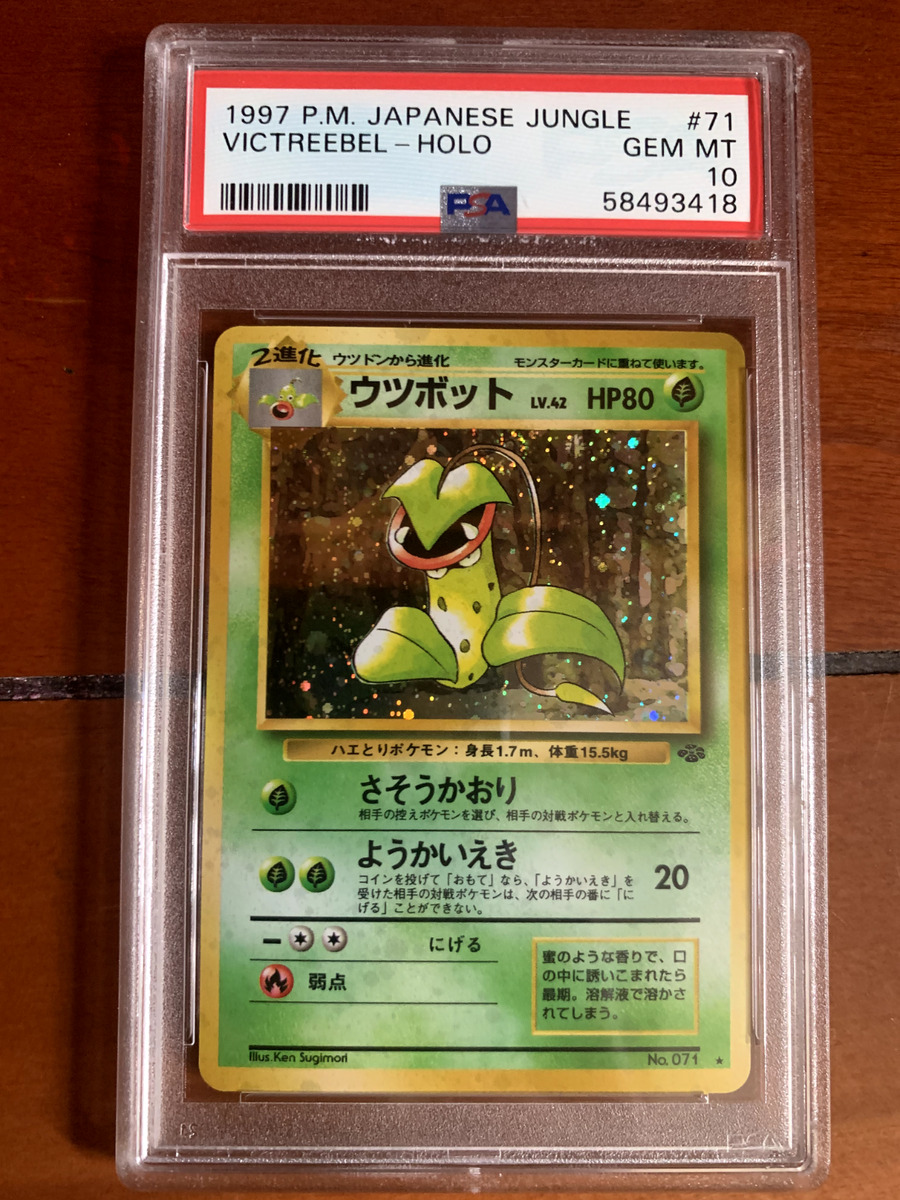 1997 P.M. JAPANESE JUNGLE #71
VICTREEBEL - HOLO GEM MT
10
PSA 58493418
2進化 ウツドンから進化 モンスターカードに重ねて使います。
ウツボット LV.42 HP80
ハエとりポケモン：身長1.7m、体重15.5kg
さそうかおり
相手の控えポケモンを選び、相手の対戦ポケモンと入れ替える。
ようかいえき 20
コインを投げて「おもて」なら、「ようかいえき」を
受けた相手の対戦ポケモンは、次の相手の番に「に
げる」ことができない。
ー にげる
弱点
蜜のような香りで、口
の中に誘いこまれたら
最期。溶解液で溶かさ
れてしまう。
Illus.Ken Sugimori No.071 ★